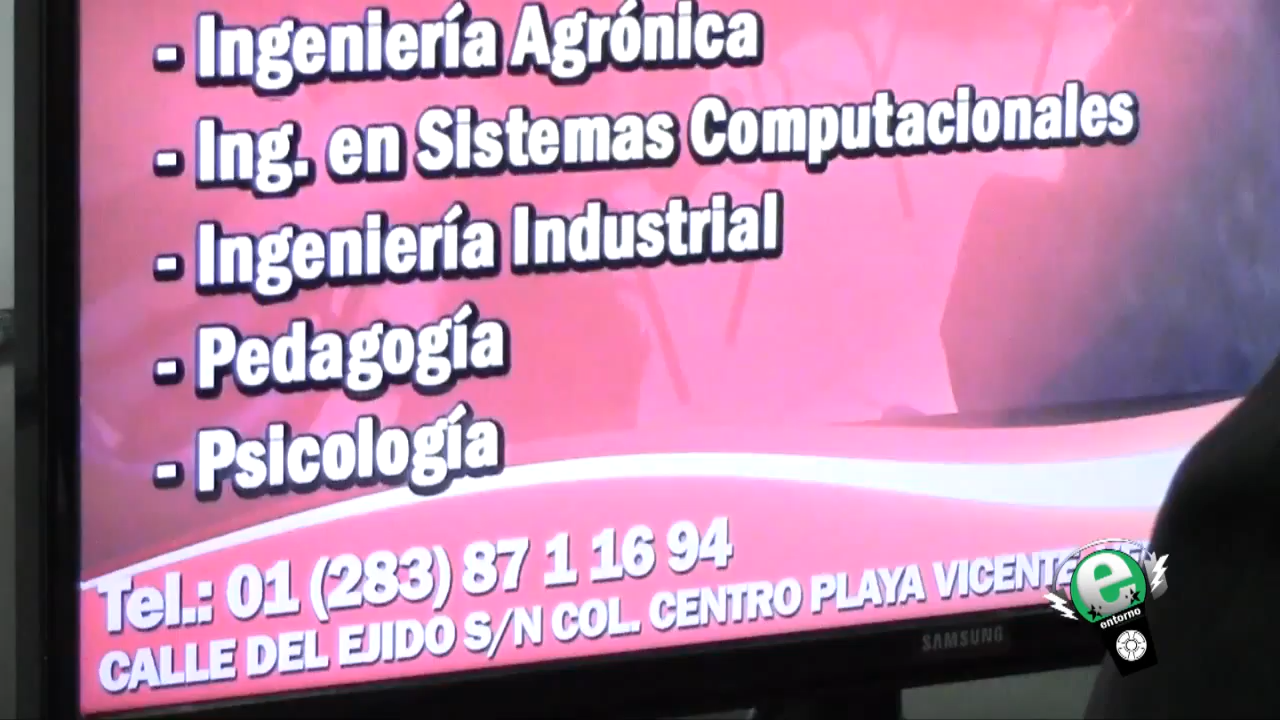 - Ingeniería Agrónica
- Ing. en Sistemas Computacionales
- Ingeniería Industrial
- Pedagogía
- Psicología
Tel.: 01 (283) 87 1 16 94
CALLE DEL EJIDO S/N COL. CENTRO PLAYA VICENTE
SAMSUNG
e
entorno